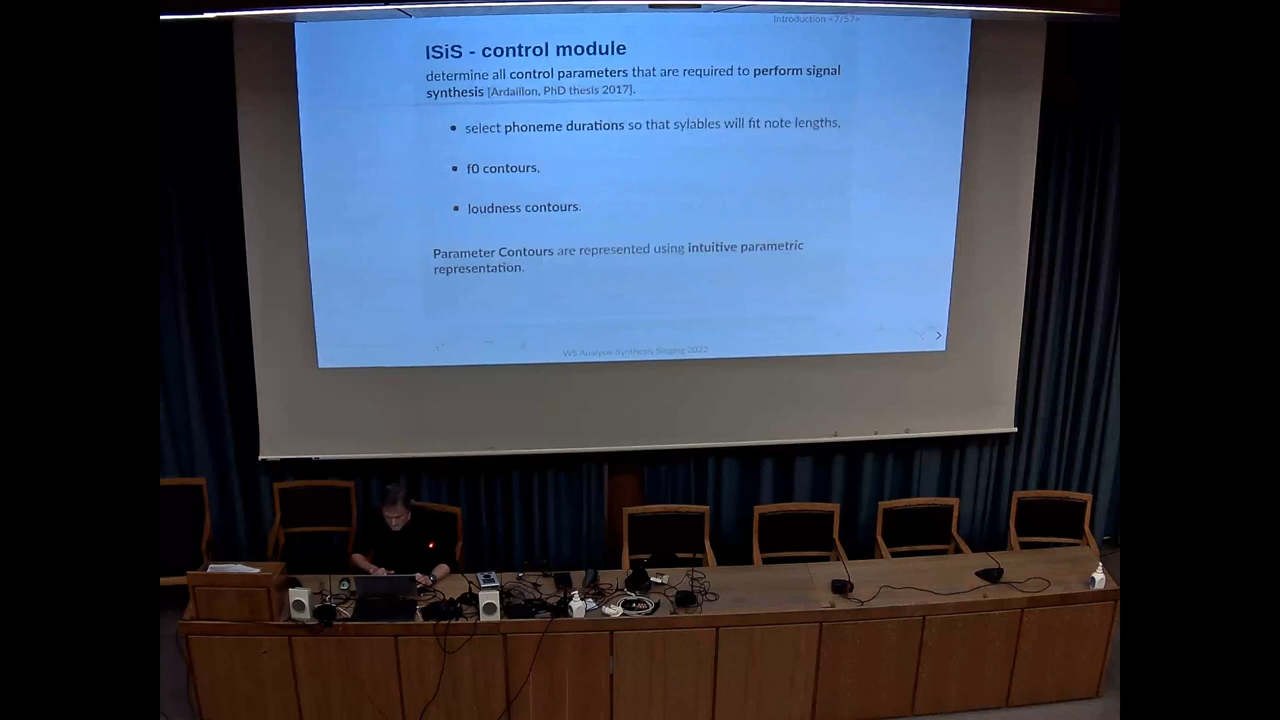 Introduction <7/57>
ISiS - control module
determine all control parameters that are required to perform signal
synthesis [Ardaillon, PhD thesis 2017].
select phoneme durations so that sylables will fit note lengths,
f0 contours,
loudness contours.
Parameter Contours are represented using intuitive parametric
representation.
WS Analyse Synthesis Singing 2022